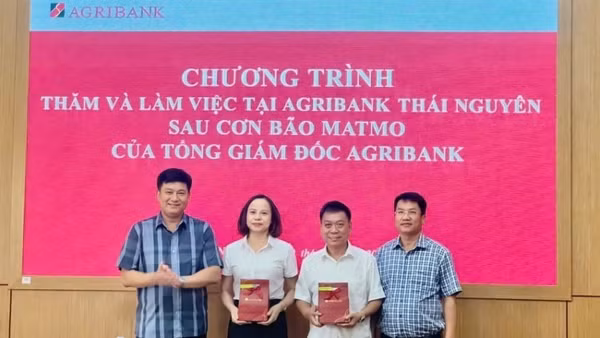 AGRIBANK
CHƯƠNG TRÌNH
THĂM VÀ LÀM VIỆC TẠI AGRIBANK THÁI NGUYÊN
SAU CƠN BÃO MATMO
CỦA TỔNG GIÁM ĐỐC AGRIBANK